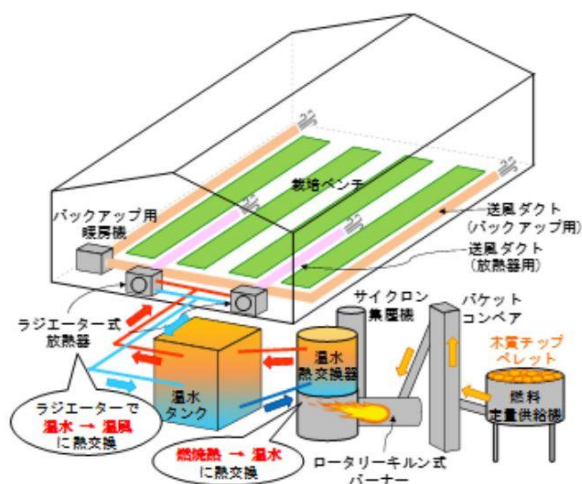 栽培ベンチ
バックアップ用
暖房機
送風ダクト
(バックアップ用)
送風ダクト
(放熱器用)
サイクロン
集塵機
バケット
コンベア
ラジエーター式
放熱器
木質チップ
ペレット
温水
熱交換器
温水
タンク
燃料
定量供給機
ラジエーターで
温水 → 温風
に熱交換
燃焼熱 → 温水
に熱交換
ロータリーキルン式
バーナー